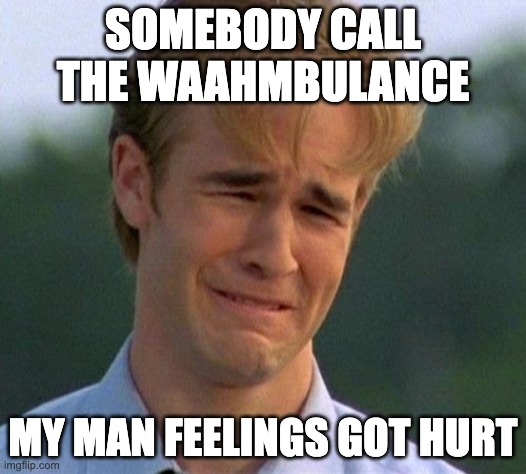 SOMEBODY CALL
THE WAAHMBULANCE
MY MAN FEELINGS GOT HURT
imgflip.com